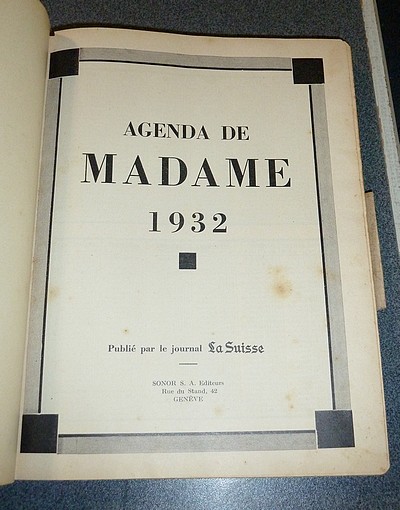 AGENDA DE
MADAME
1932
Publié par le journal La Suisse
SONOR S. A. Editeurs
Rue du Stand, 42
GENÈVE